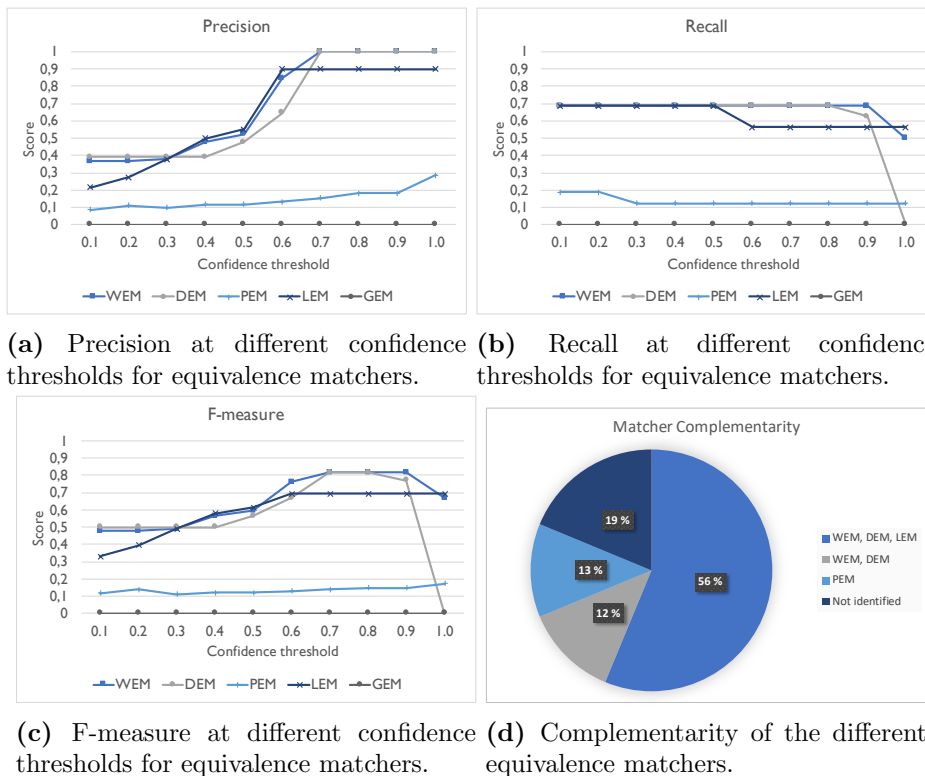 Precision
1
0,9
0,8
0,7
0,6
0,5
0,4
0,3
0,2
0,1
0
Score
0.1 0.2 0.3 0.4 0.5 0.6 0.7 0.8 0.9 1.0
Confidence threshold
WEM DEM PEM LEM GEM
(a) Precision at different confidence
thresholds for equivalence matchers.
Recall
1
0,9
0,8
0,7
0,6
0,5
0,4
0,3
0,2
0,1
0
Score
0.1 0.2 0.3 0.4 0.5 0.6 0.7 0.8 0.9 1.0
Confidence threshold
WEM DEM PEM LEM GEM
(b) Recall at different confidenc
thresholds for equivalence matchers.
F-measure
1
0,9
0,8
0,7
0,6
0,5
0,4
0,3
0,2
0,1
0
Score
0.1 0.2 0.3 0.4 0.5 0.6 0.7 0.8 0.9 1.0
Confidence threshold
WEM DEM PEM LEM GEM
(c) F-measure at different confidence
thresholds for equivalence matchers.
Matcher Complementarity
19 %
13 %
12 %
56 %
WEM, DEM, LEM
WEM, DEM
PEM
Not identified
(d) Complementarity of the different
equivalence matchers.